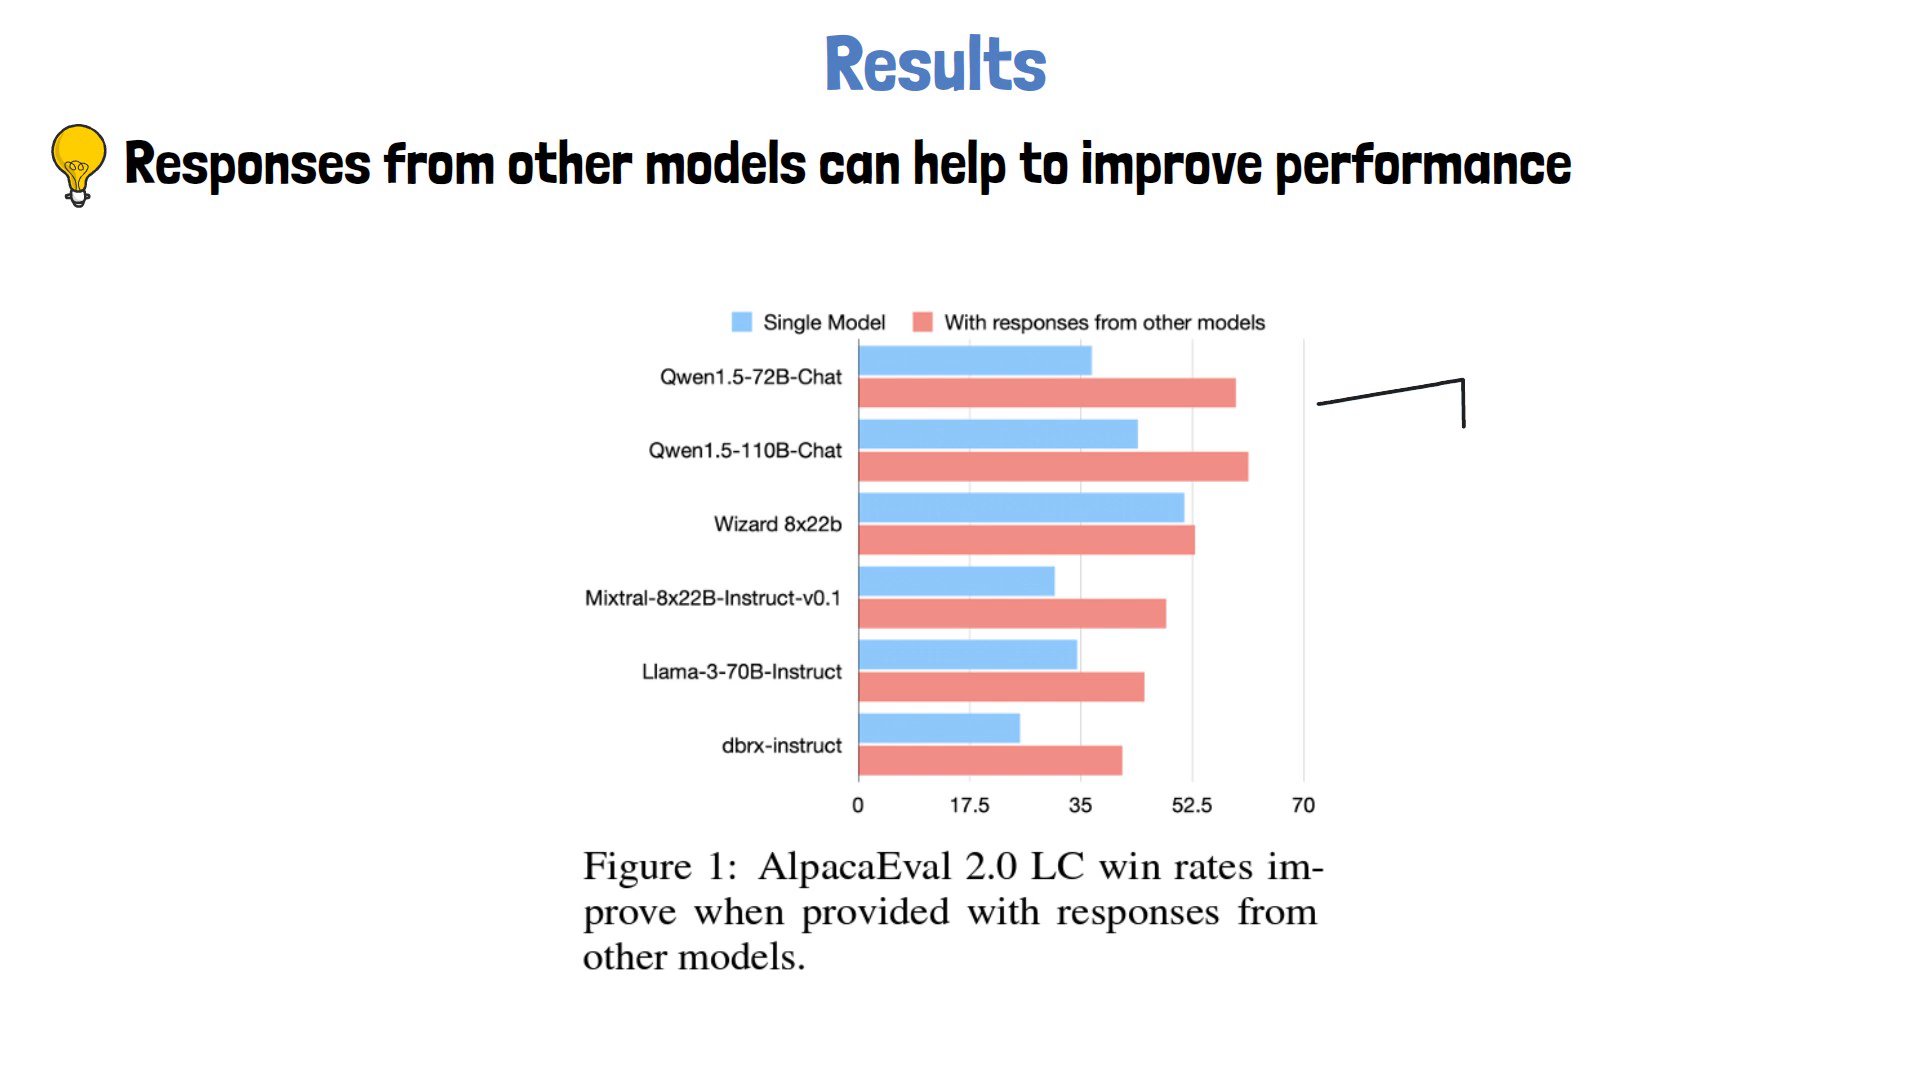 Results
Responses from other models can help to improve performance
Single Model With responses from other models
Qwen1.5-72B-Chat
Qwen1.5-110B-Chat
Wizard 8x22b
Mixtral-8x22B-Instruct-v0.1
Llama-3-70B-Instruct
dbrx-instruct
0 17.5 35 52.5 70
Figure 1: AlpacaEval 2.0 LC win rates im-
prove when provided with responses from
other models.